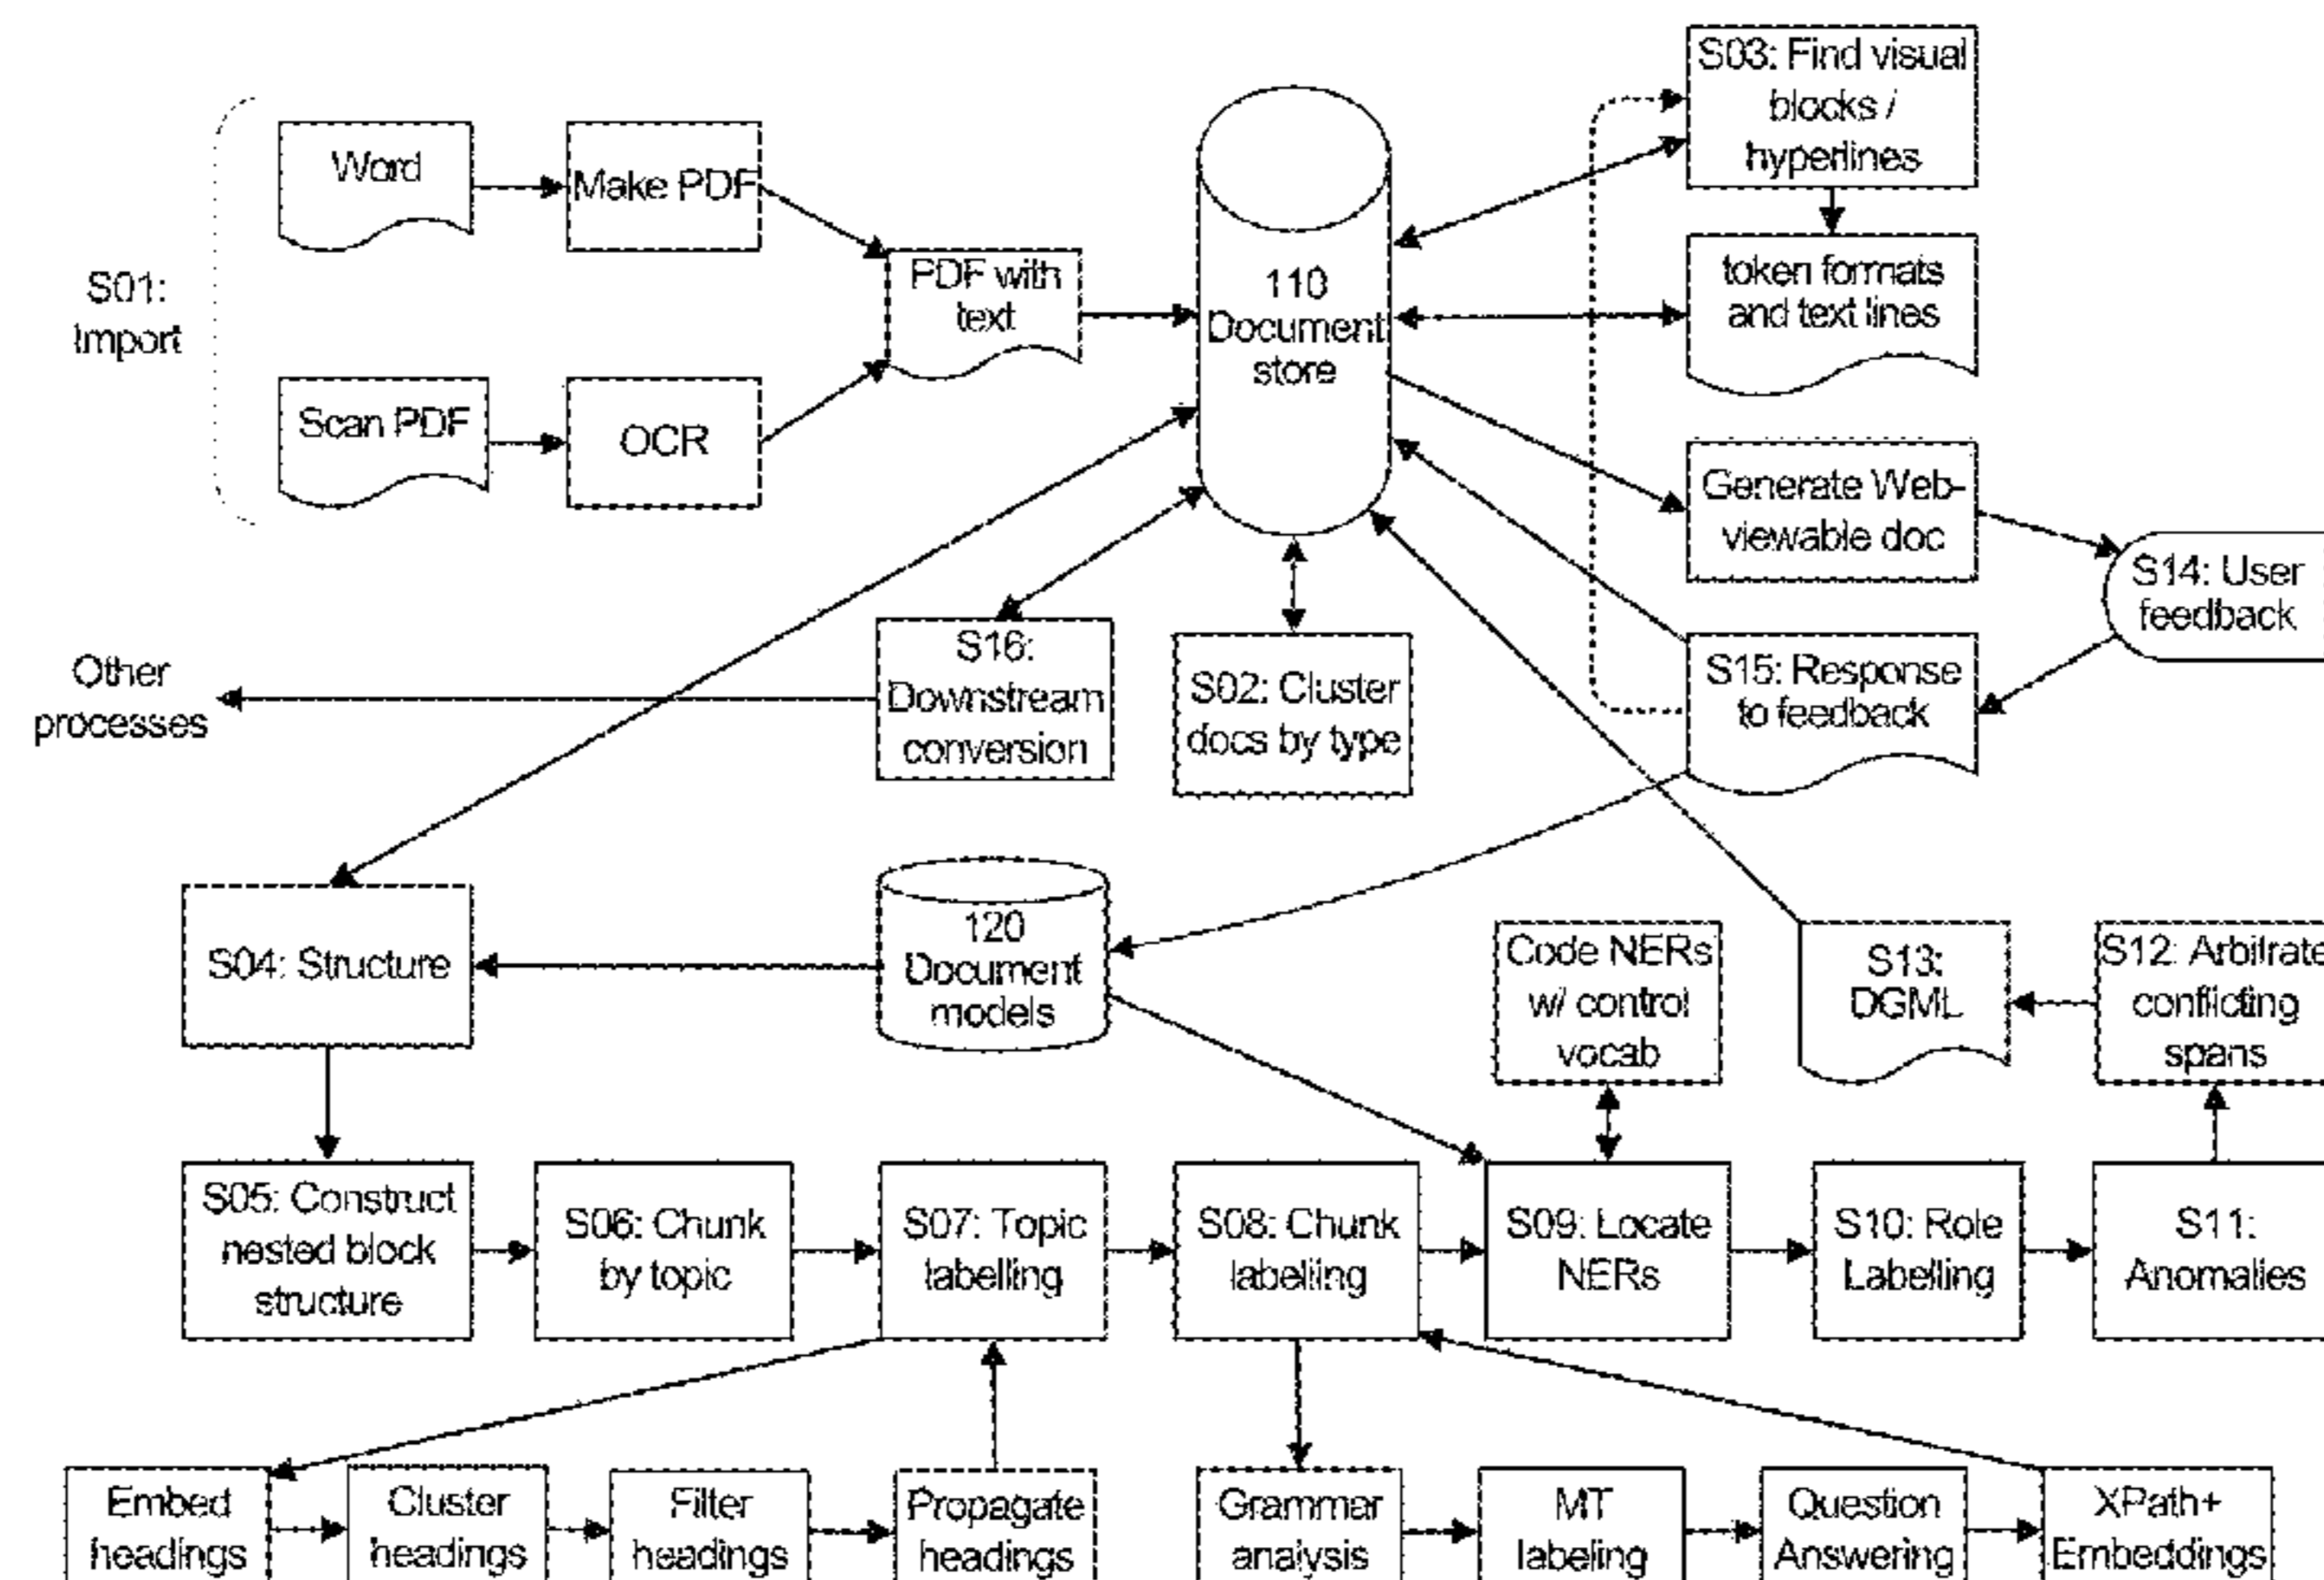 S03: Find visual
blocks /
hyperlines
Word
Make PDF
S01:
Import
PDF with
text
110
Document
store
token formats
and text lines
Scan PDF
OCR
Generate Web-
viewable doc
S14: User
feedback
Other
processes
S16:
Downstream
conversion
S02: Cluster
docs by type
S15: Response
to feedback
S04: Structure
120
Document
models
Code NERs
w/ control
vocab
S13:
DGML
S12: Arbitrate
conflicting
spans
S05: Construct
nested block
structure
S06: Chunk
by topic
S07: Topic
labelling
S08: Chunk
labelling
S09: Locate
NERs
S10: Role
Labelling
S11:
Anomalies
Embed
headings
Cluster
headings
Filter
headings
Propagate
headings
Grammar
analysis
MT
labeling
Question
Answering
XPath+
Embeddings